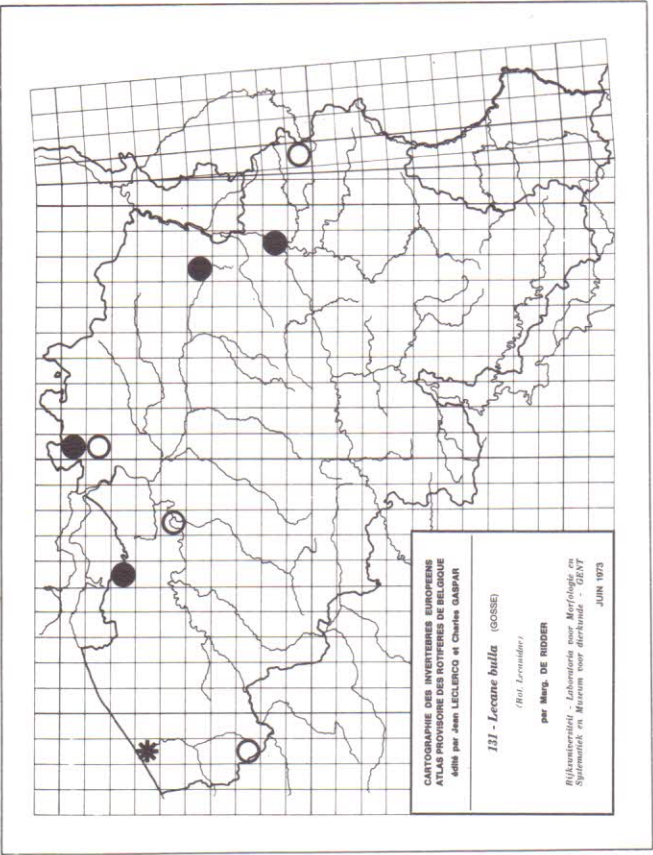 CARTOGRAPHIE DES INVERTEBRES EUROPEENS
ATLAS PROVISOIRE DES ROTIFERES DE BELGIQUE
édité par Jean LECLERCQ et Charles GASPAR
131 - Lecane bulla (GOSSE)
(Rot. Lecanidae)
par Marg. DE RIDDER
Rijksuniversiteit - Laboratoria voor Morfologie en
Systematiek en Museum voor dierkunde - GENT
JUIN 1973